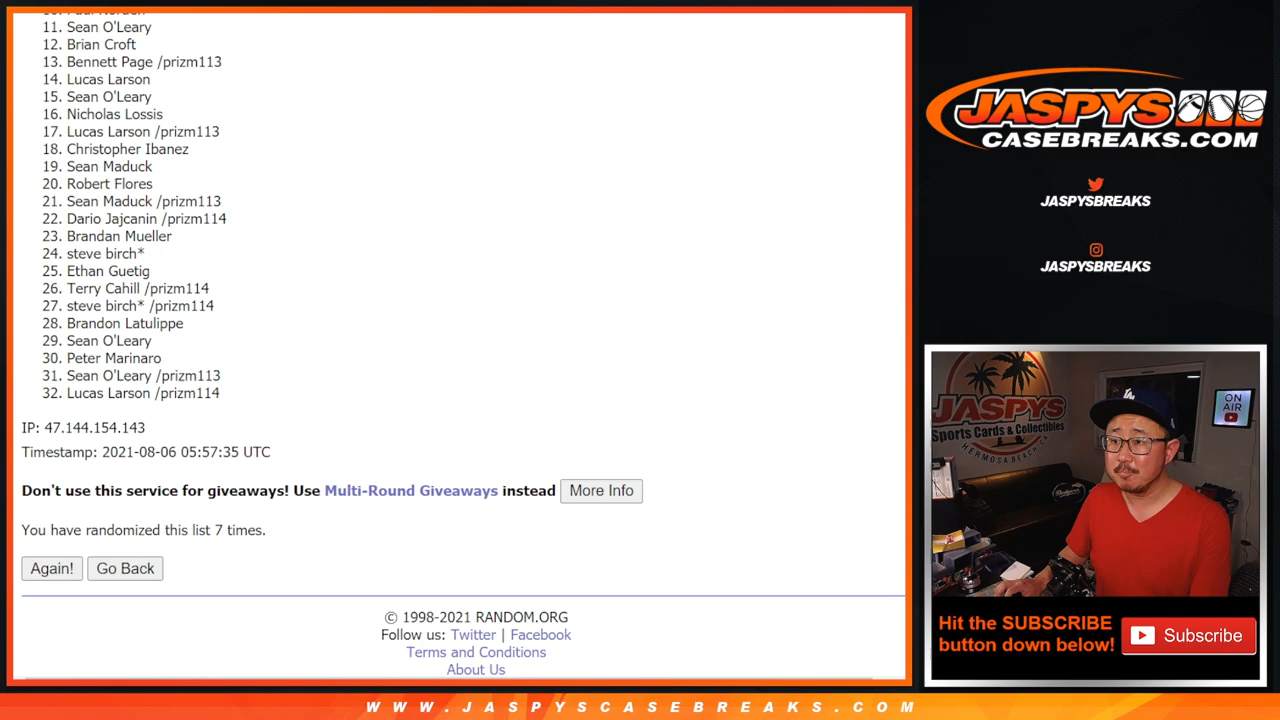 11. Sean O'Leary
12. Brian Croft
13. Bennett Page /prizm113
14. Lucas Larson
15. Sean O'Leary
16. Nicholas Lossis
17. Lucas Larson /prizm113
18. Christopher Ibanez
19. Sean Maduck
20. Robert Flores
21. Sean Maduck /prizm113
22. Dario Jajcanin /prizm114
23. Brandan Mueller
24. steve birch*
25. Ethan Guetig
26. Terry Cahill /prizm114
27. steve birch* /prizm114
28. Brandon Latulippe
29. Sean O'Leary
30. Peter Marinaro
31. Sean O'Leary /prizm113
32. Lucas Larson /prizm114
IP: 47.144.154.143
Timestamp: 2021-08-06 05:57:35 UTC
Don't use this service for giveaways! Use Multi-Round Giveaways instead More Info
You have randomized this list 7 times.
Again! Go Back
© 1998-2021 RANDOM.ORG
Follow us: Twitter | Facebook
Terms and Conditions
About Us
JASPYS
CASEBREAKS.COM
JASPYSBREAKS
JASPYSBREAKS
JASPYS
Sports Cards & Collectibles
HERMOSA BEACH, CA
ON
AIR
Dodgers
LA
Hit the SUBSCRIBE
button down below!
Subscribe
WWW.JASPYSCASEBREAKS.COM